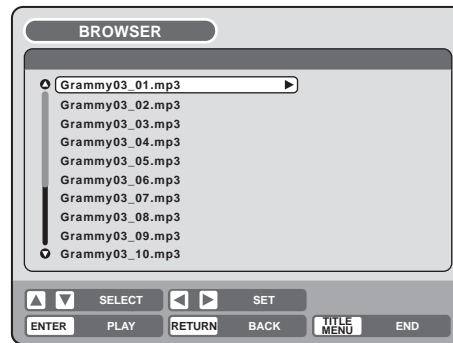 BROWSER
Grammy03_01.mp3
Grammy03_02.mp3
Grammy03_03.mp3
Grammy03_04.mp3
Grammy03_05.mp3
Grammy03_06.mp3
Grammy03_07.mp3
Grammy03_08.mp3
Grammy03_09.mp3
Grammy03_10.mp3
SELECT SET
ENTER PLAY RETURN BACK TITLE MENU END